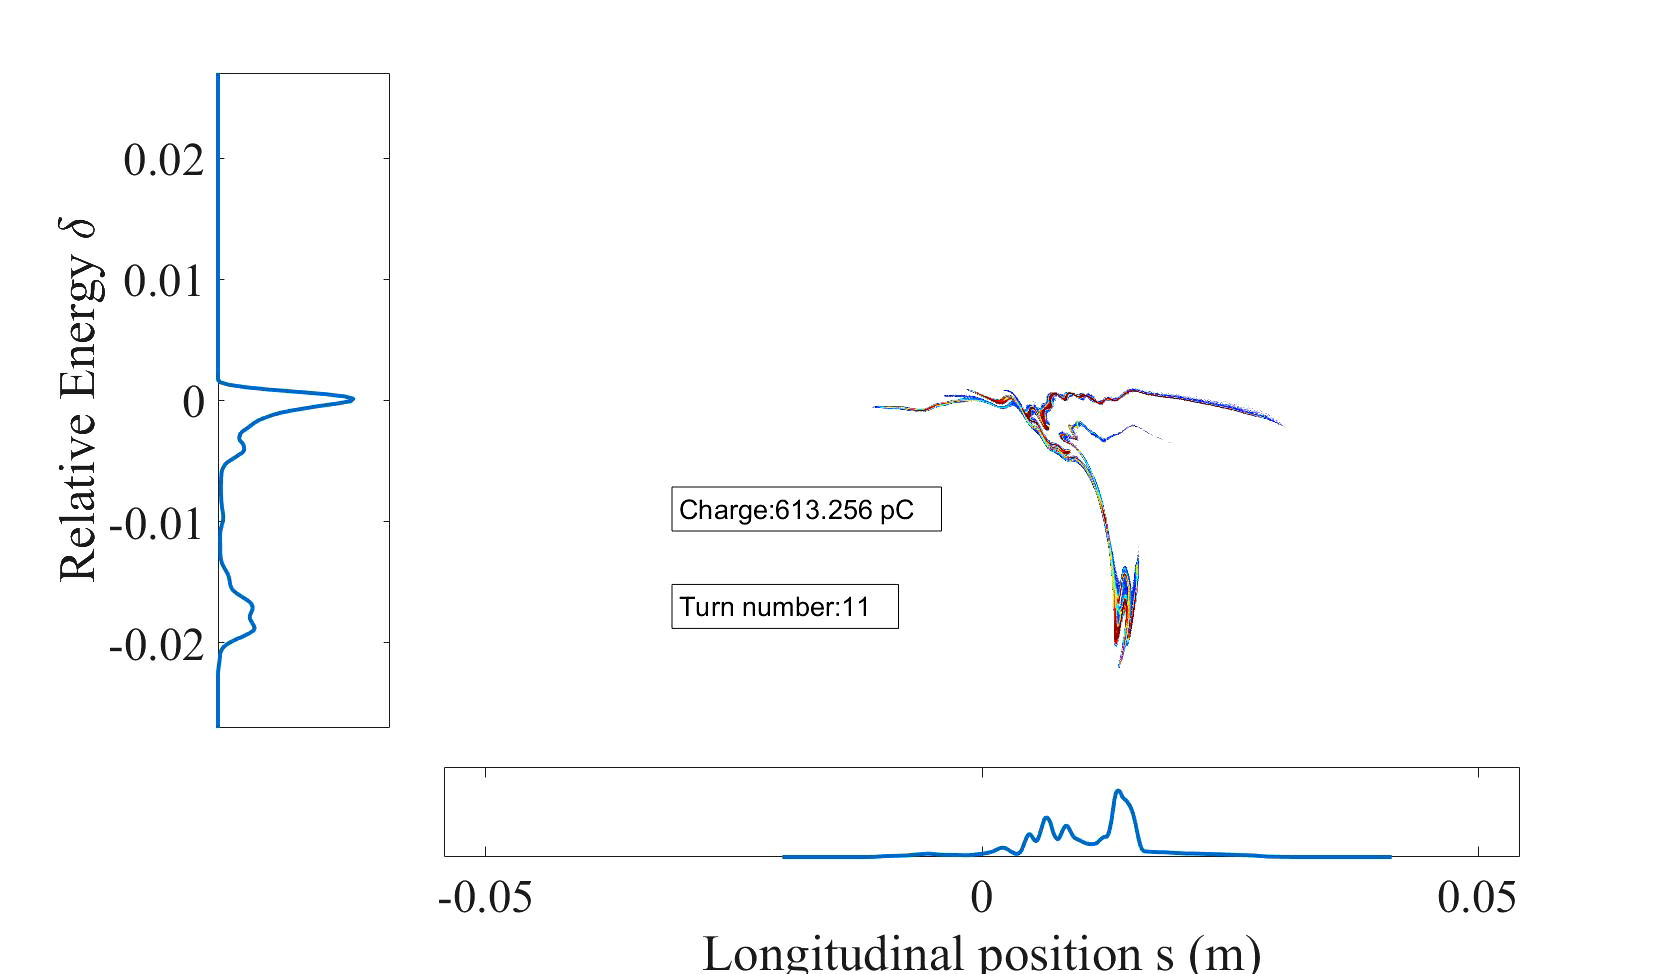 Relative Energy δ
0.02
0.01
0
-0.01
-0.02
Charge:613.256 pC
Turn number:11
-0.05
0
0.05
Longitudinal position s (m)